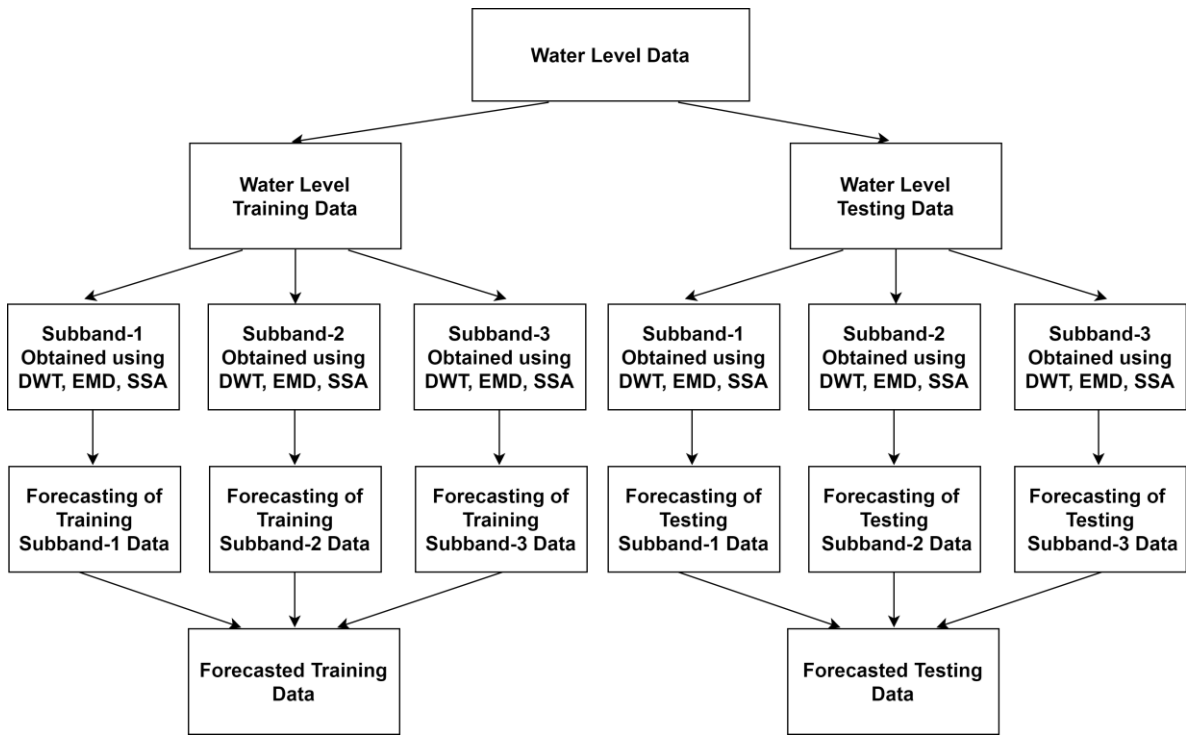 Water Level Data
Water Level
Training Data
Water Level
Testing Data
Subband-1
Obtained using
DWT, EMD, SSA
Subband-2
Obtained using
DWT, EMD, SSA
Subband-3
Obtained using
DWT, EMD, SSA
Subband-1
Obtained using
DWT, EMD, SSA
Subband-2
Obtained using
DWT, EMD, SSA
Subband-3
Obtained using
DWT, EMD, SSA
Forecasting of
Training
Subband-1 Data
Forecasting of
Training
Subband-2 Data
Forecasting of
Training
Subband-3 Data
Forecasting of
Testing
Subband-1 Data
Forecasting of
Testing
Subband-2 Data
Forecasting of
Testing
Subband-3 Data
Forecasted Training
Data
Forecasted Testing
Data